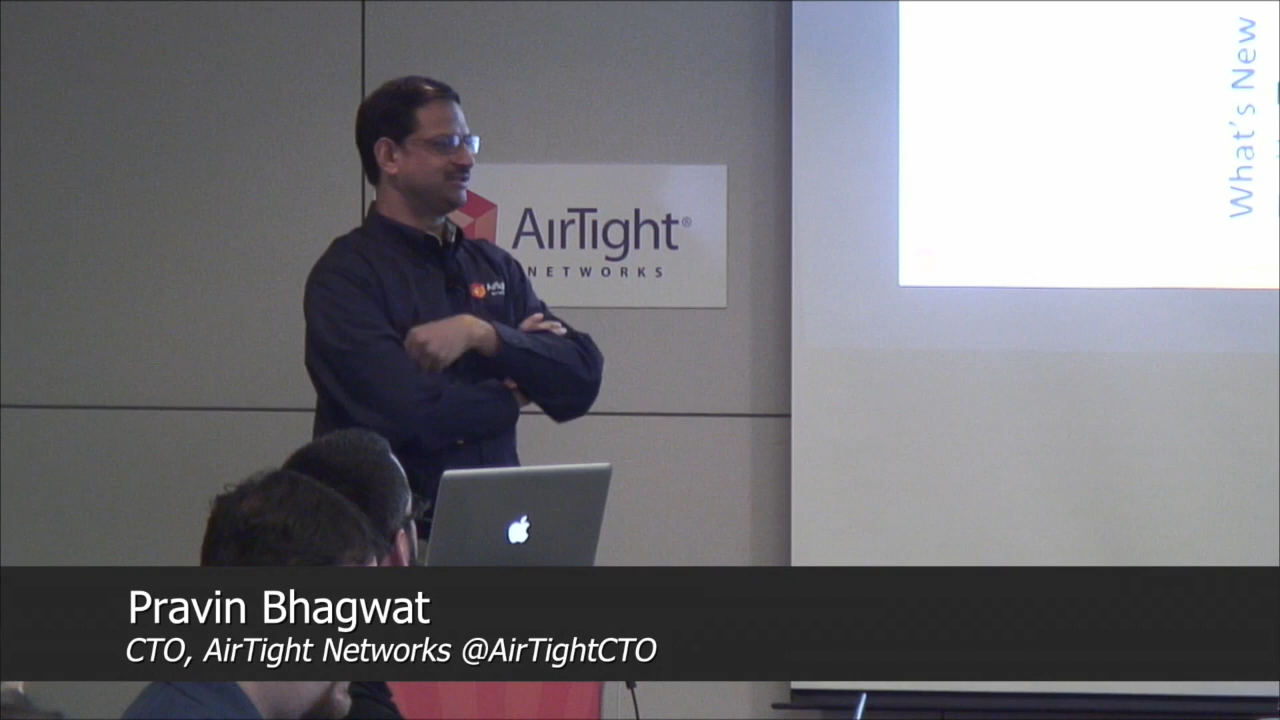 What's New
AirTight®
NETWORKS
Pravin Bhagwat
CTO, AirTight Networks @AirTightCTO